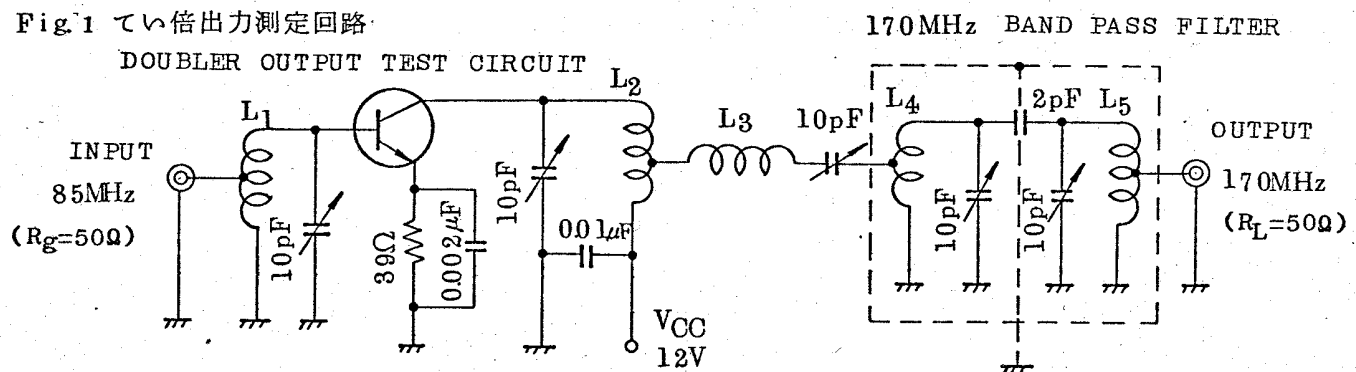 Fig.1 てい倍出力測定回路
DOUBLER OUTPUT TEST CIRCUIT
170MHz BAND PASS FILTER
INPUT
85MHz
(Rg=50Ω)
L1
10pF
39Ω
0.002μF
10pF
L2
0.01μF
VCC
12V
L3
10pF
L4
10pF
2pF
10pF
L5
OUTPUT
170MHz
(RL=50Ω)